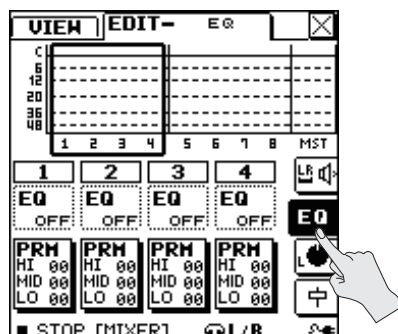 VIEW EDIT- EQ
C
6
12
20
36
48
1 2 3 4 5 6 7 8 MST
1 2 3 4 LR
EQ EQ EQ EQ
OFF OFF OFF OFF EQ
PRM PRM PRM PRM
HI 00 HI 00 HI 00 HI 00 L
MID 00 MID 00 MID 00 MID 00
LO 00 LO 00 LO 00 LO 00
STOP [MIXER] L/R